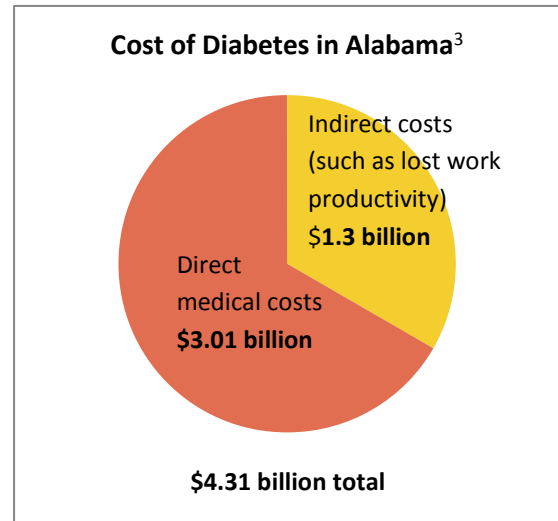 Cost of Diabetes in Alabama³
Indirect costs
(such as lost work
productivity)
$1.3 billion
Direct
medical costs
$3.01 billion
$4.31 billion total